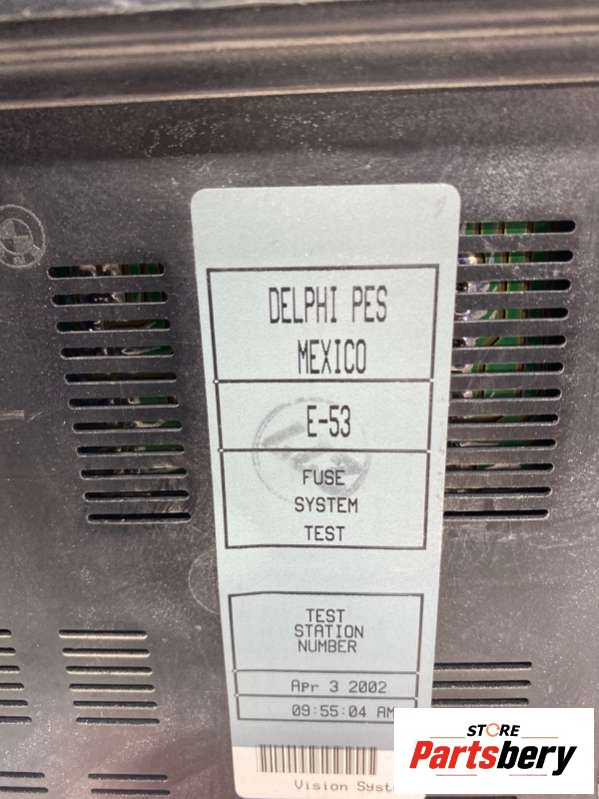 DELPHI PES
MEXICO
E-53
FUSE
SYSTEM
TEST
TEST
STATION
NUMBER
Apr 3 2002
09:55:04 AM
Vision
STORE
Partsbery